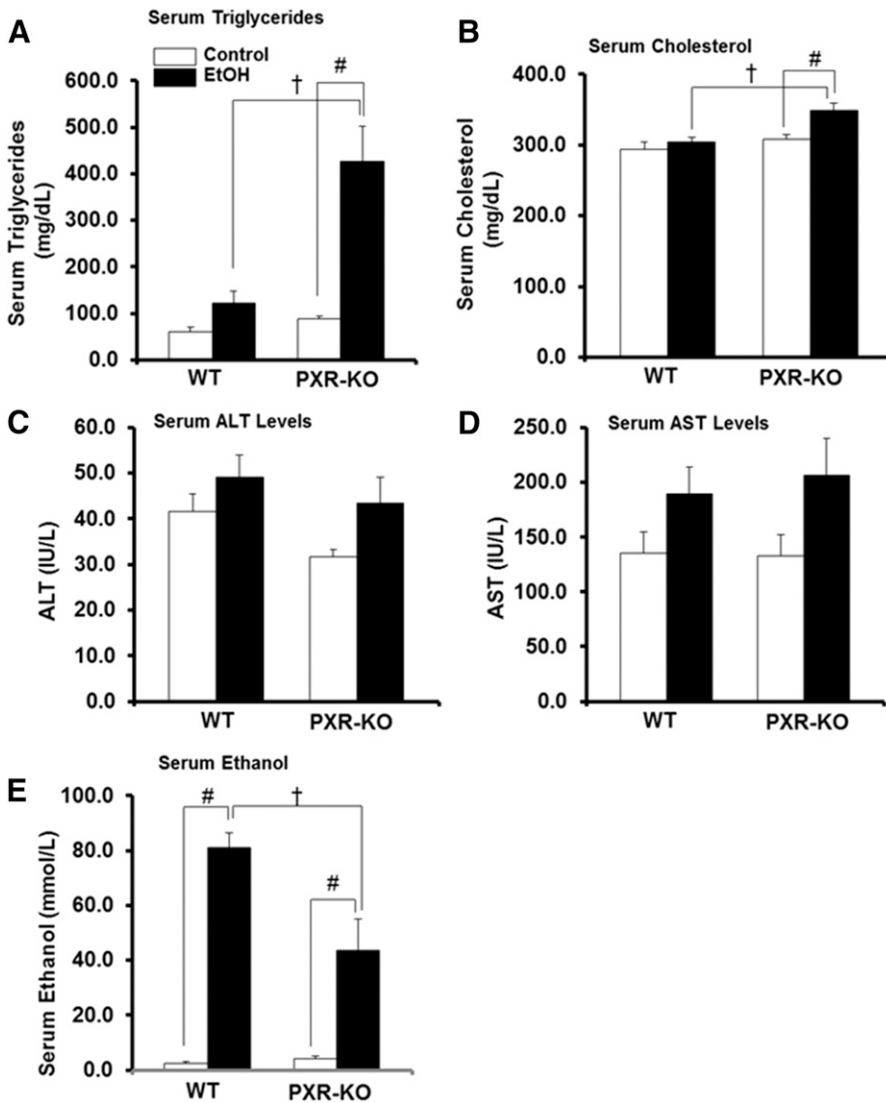 A
Serum Triglycerides
Control
EtOH
#
†
600.0
500.0
400.0
300.0
200.0
100.0
0.0
Serum Triglycerides
(mg/dL)
WT PXR-KO
B
Serum Cholesterol
#
†
400.0
300.0
200.0
100.0
0.0
Serum Cholesterol
(mg/dL)
WT PXR-KO
C
Serum ALT Levels
60.0
50.0
40.0
30.0
20.0
10.0
0.0
ALT (IU/L)
WT PXR-KO
D
Serum AST Levels
250.0
200.0
150.0
100.0
50.0
0.0
AST (IU/L)
WT PXR-KO
E
Serum Ethanol
# †
#
100.0
80.0
60.0
40.0
20.0
0.0
Serum Ethanol (mmol/L)
WT PXR-KO